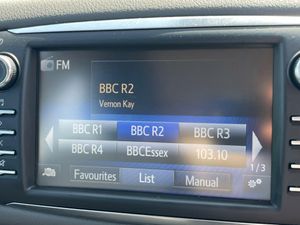 FM
BBC R2
Vernon Kay
BBC R1 BBC R2 BBC R3
BBC R4 BBCEssex 103.10
1/3
Favourites List Manual